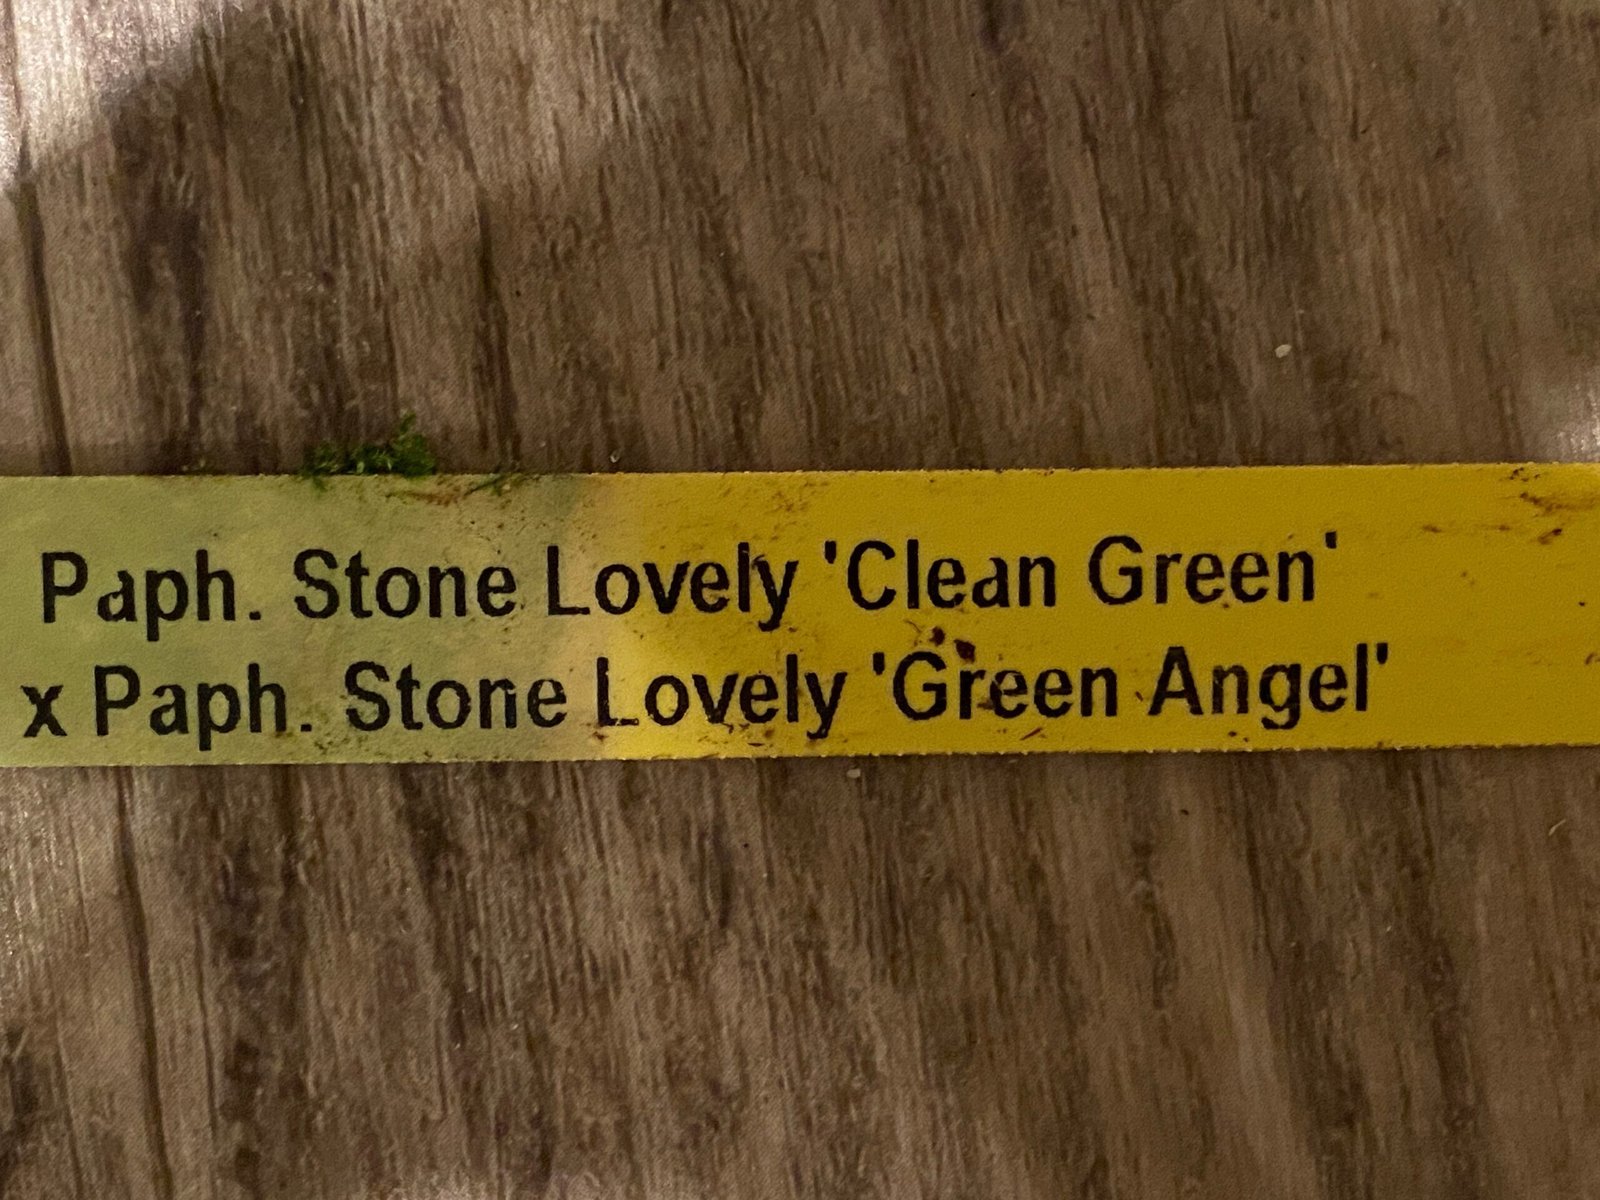 Paph. Stone Lovely 'Clean Green'
x Paph. Stone Lovely 'Green Angel'